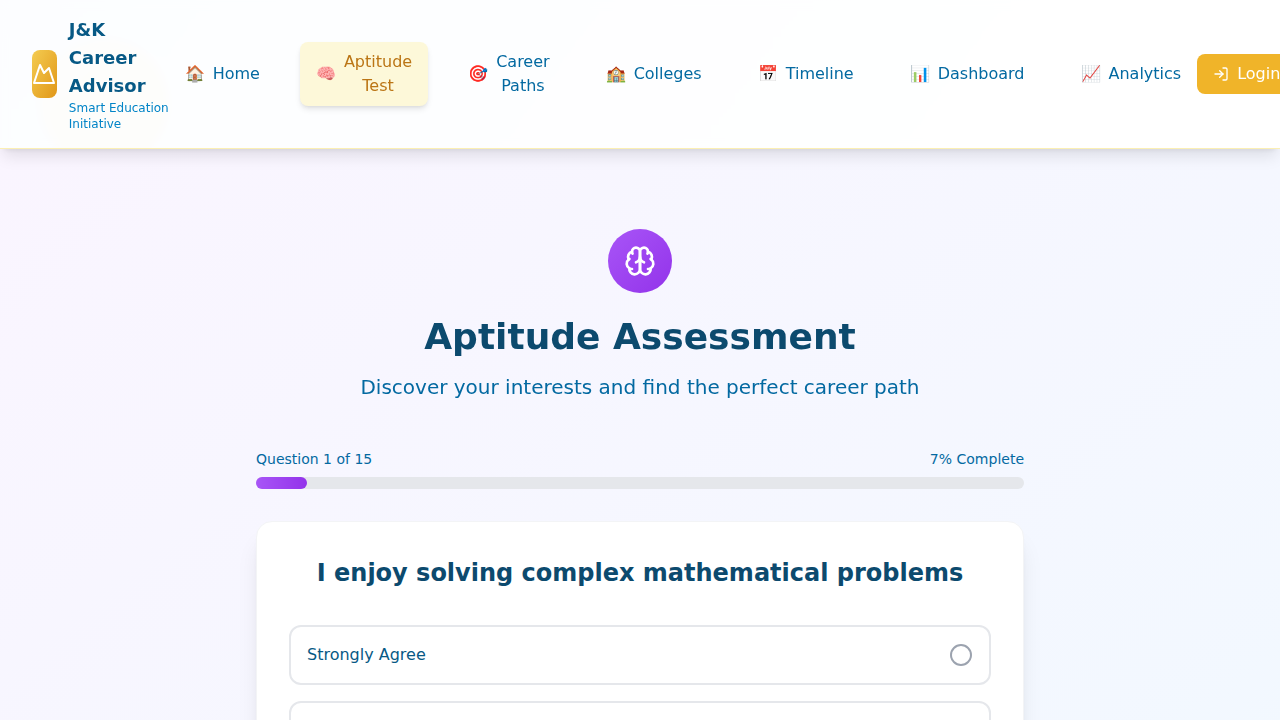 J&K
Career
Advisor
Smart Education
Initiative
Home
Aptitude
Test
Career
Paths
Colleges
Timeline
Dashboard
Analytics
Login
Aptitude Assessment
Discover your interests and find the perfect career path
Question 1 of 15
7% Complete
I enjoy solving complex mathematical problems
Strongly Agree